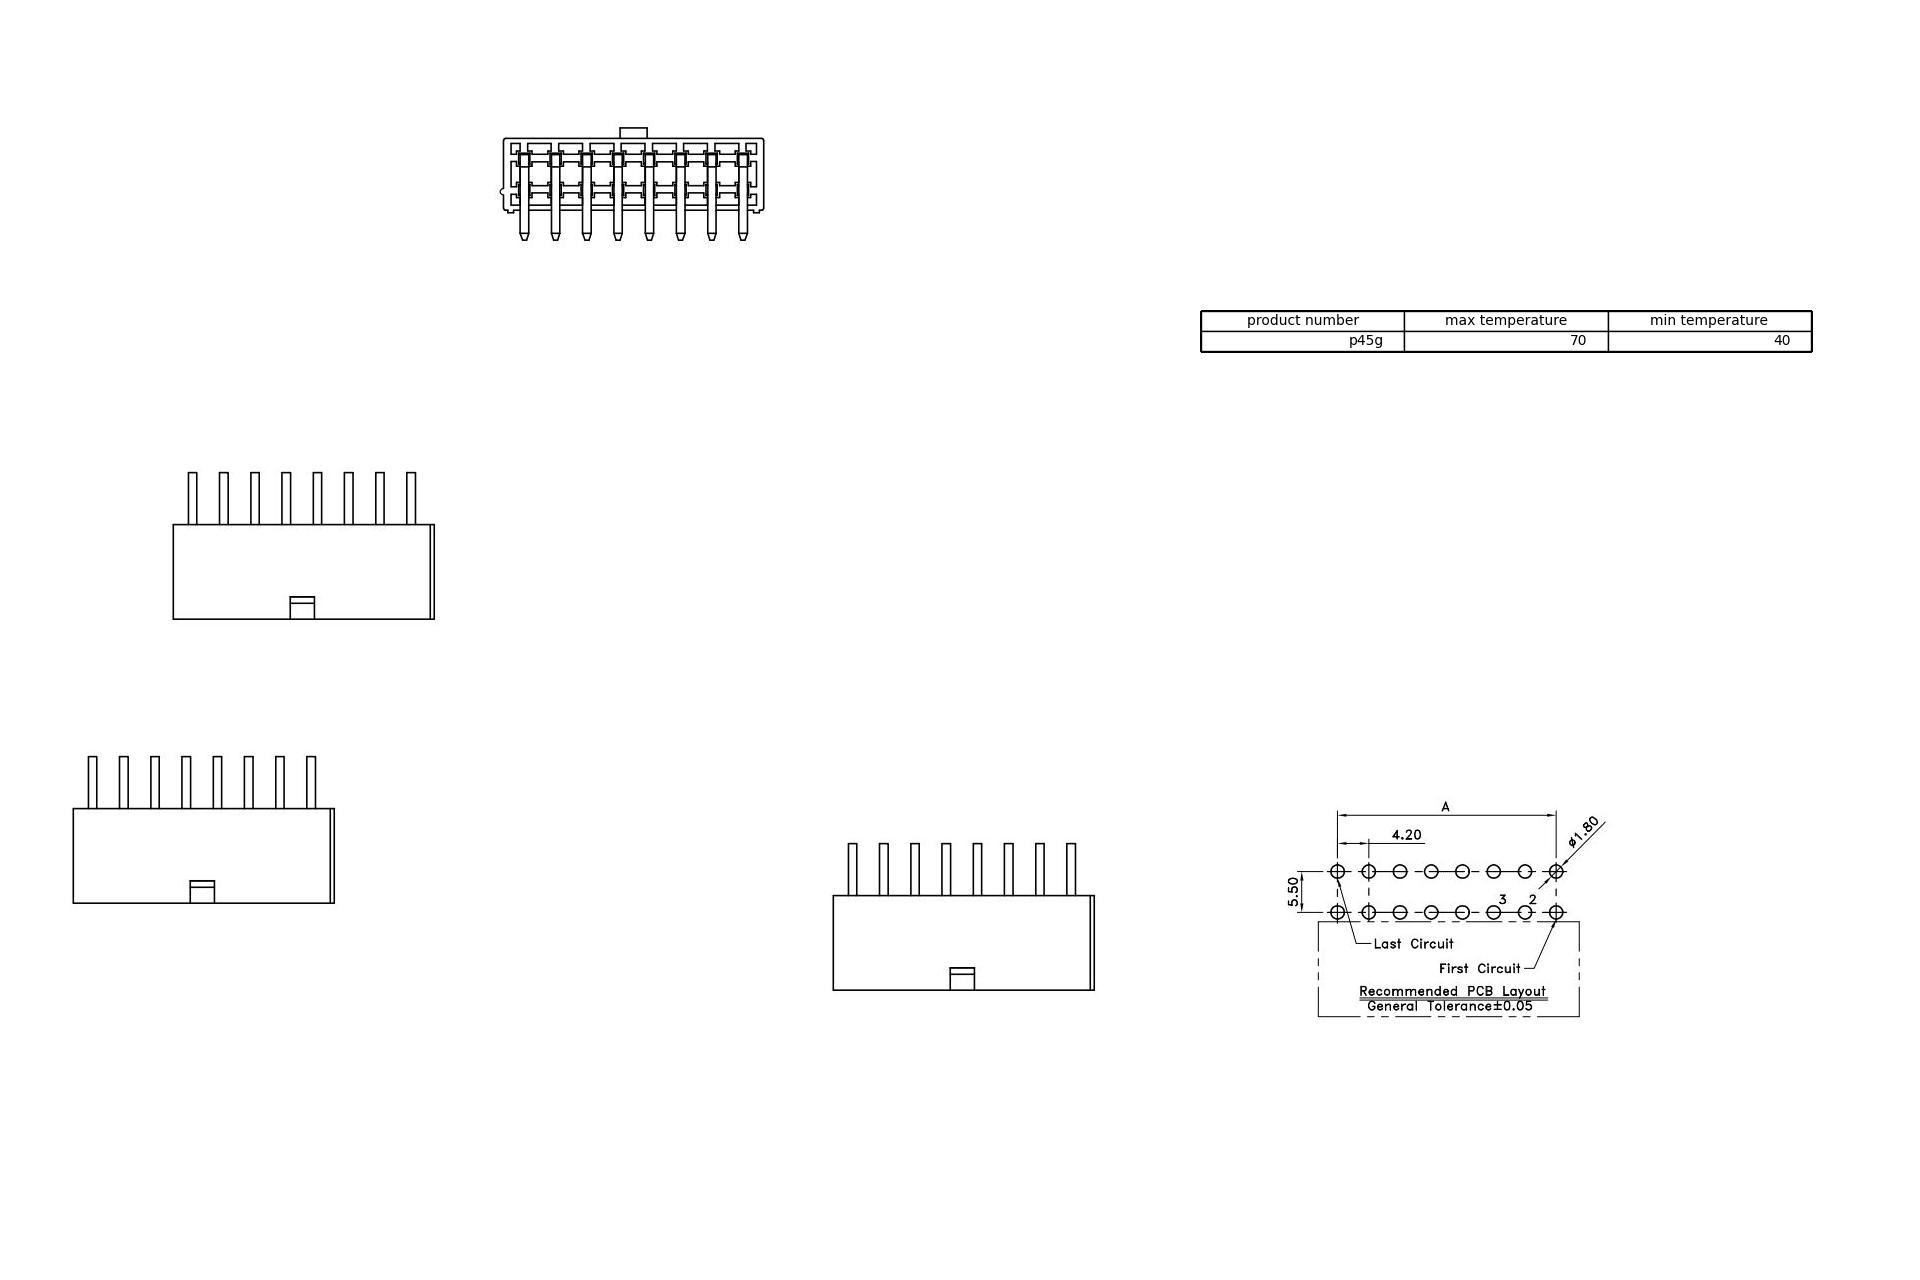 product number max temperature min temperature
p45g 70 40
A
4.20
ø1.80
5.50
3 2
Last Circuit
First Circuit
Recommended PCB Layout
General Tolerance±0.05